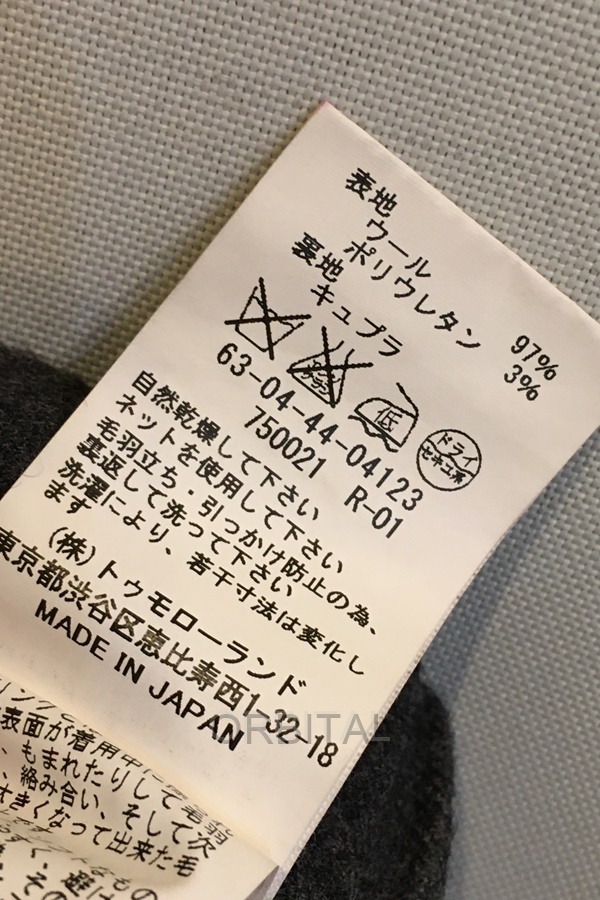 表地
ウール 97%
ポリウレタン 3%
裏地
キュプラ
低
ドライ
セキユ系
63-04-44-04123
750021 R-01
自然乾燥して下さい
ネットを使用して下さい
毛羽立ち・引っかけ防止の為、
裏返して洗って下さい
洗濯により、若干寸法は変化し
ます
(株)トゥモローランド
東京都渋谷区恵比寿西1-32-18
MADE IN JAPAN
ORBITAL
表面が着用中に
もまれたりして毛羽
、絡み合い、そして次
大きくなって出来た毛